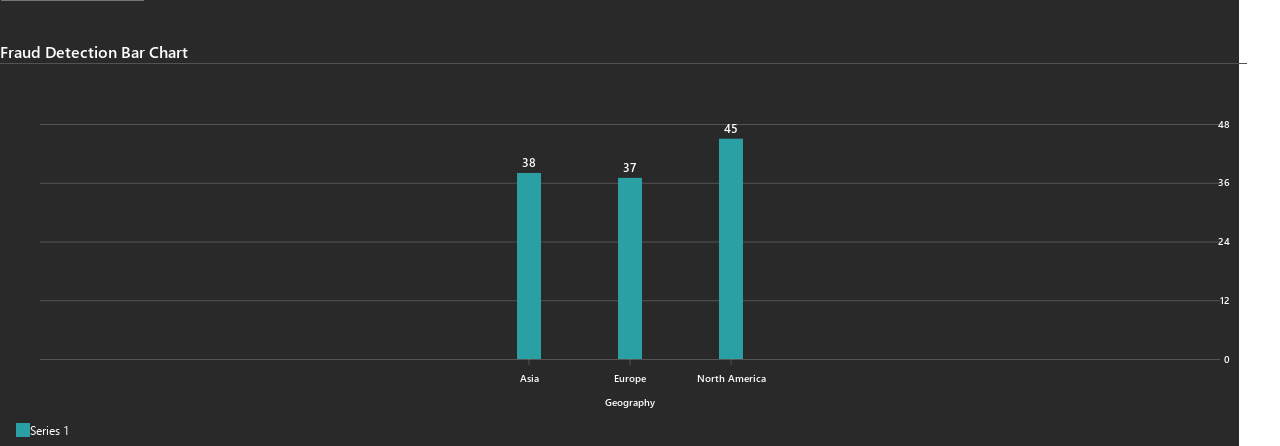 Fraud Detection Bar Chart
48
45
38
37
36
24
12
0
Asia Europe North America
Geography
Series 1